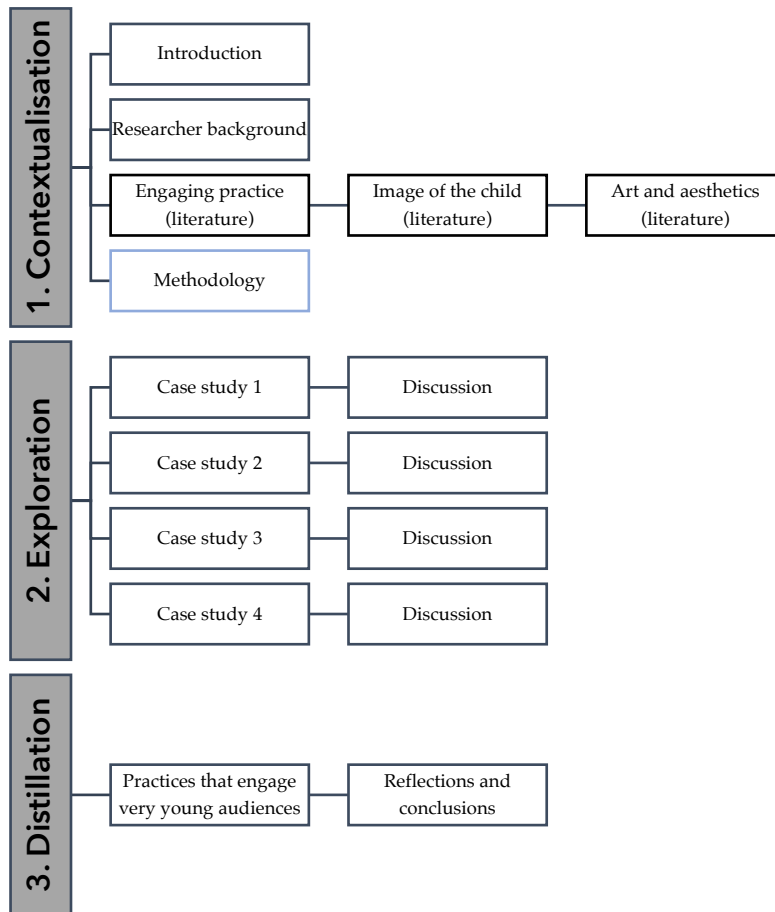 1. Contextualisation
Introduction
Researcher background
Engaging practice
(literature)
Image of the child
(literature)
Art and aesthetics
(literature)
Methodology
2. Exploration
Case study 1
Discussion
Case study 2
Discussion
Case study 3
Discussion
Case study 4
Discussion
3. Distillation
Practices that engage
very young audiences
Reflections and
conclusions